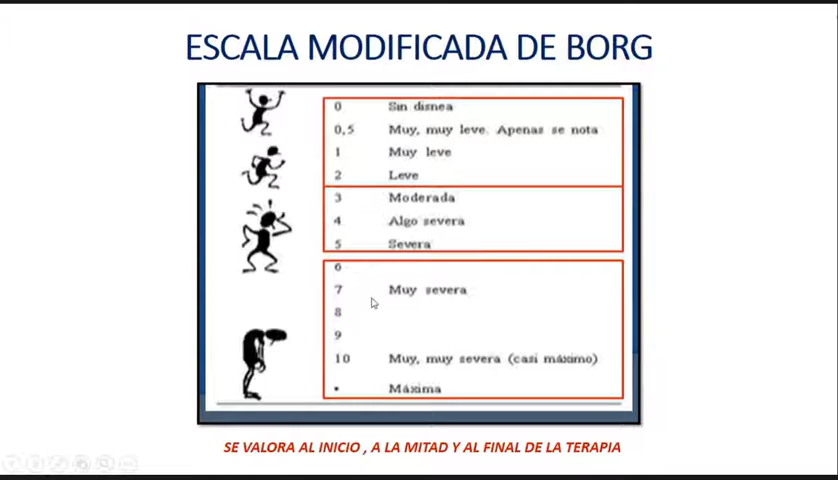 ESCALA MODIFICADA DE BORG
0 Sin disnea
0,5 Muy, muy leve. Apenas se nota
1 Muy leve
2 Leve
3 Moderada
4 Algo severa
5 Severa
6
7 Muy severa
8
9
10 Muy, muy severa (casi máximo)
• Máxima
SE VALORA AL INICIO , A LA MITAD Y AL FINAL DE LA TERAPIA